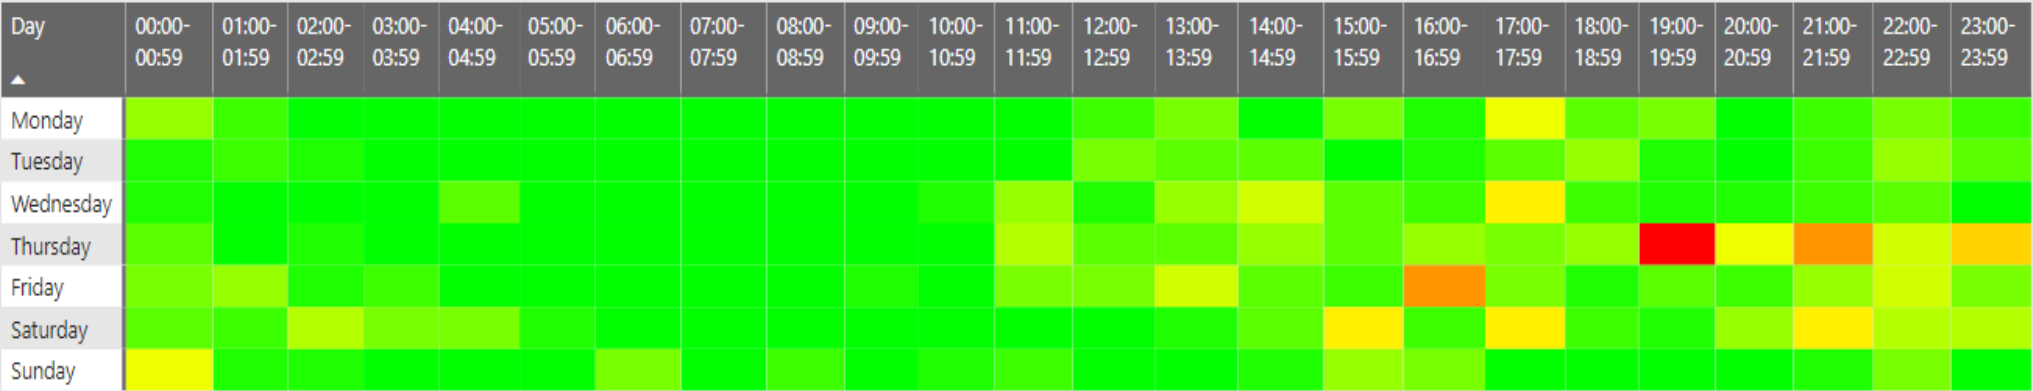 Day 00:00- 01:00- 02:00- 03:00- 04:00- 05:00- 06:00- 07:00- 08:00- 09:00- 10:00- 11:00- 12:00- 13:00- 14:00- 15:00- 16:00- 17:00- 18:00- 19:00- 20:00- 21:00- 22:00- 23:00-
00:59 01:59 02:59 03:59 04:59 05:59 06:59 07:59 08:59 09:59 10:59 11:59 12:59 13:59 14:59 15:59 16:59 17:59 18:59 19:59 20:59 21:59 22:59 23:59
Monday
Tuesday
Wednesday
Thursday
Friday
Saturday
Sunday